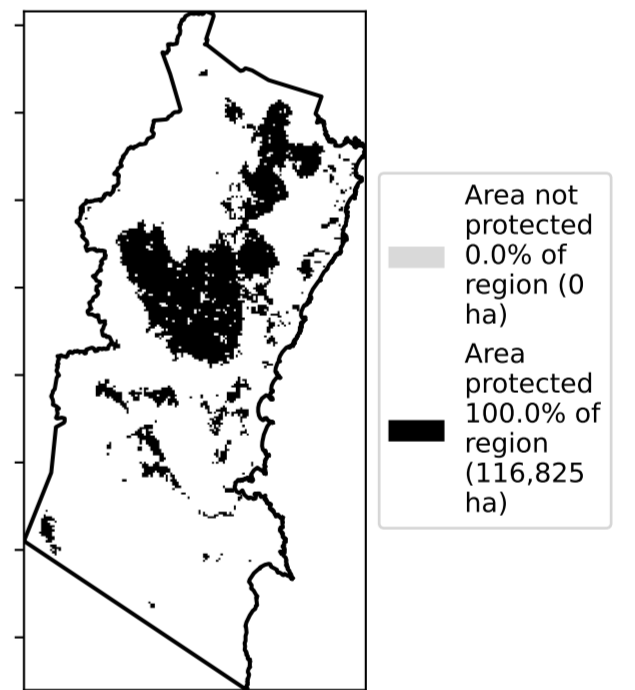 Area not
protected
0.0% of
region (0
ha)
Area
protected
100.0% of
region
(116,825
ha)